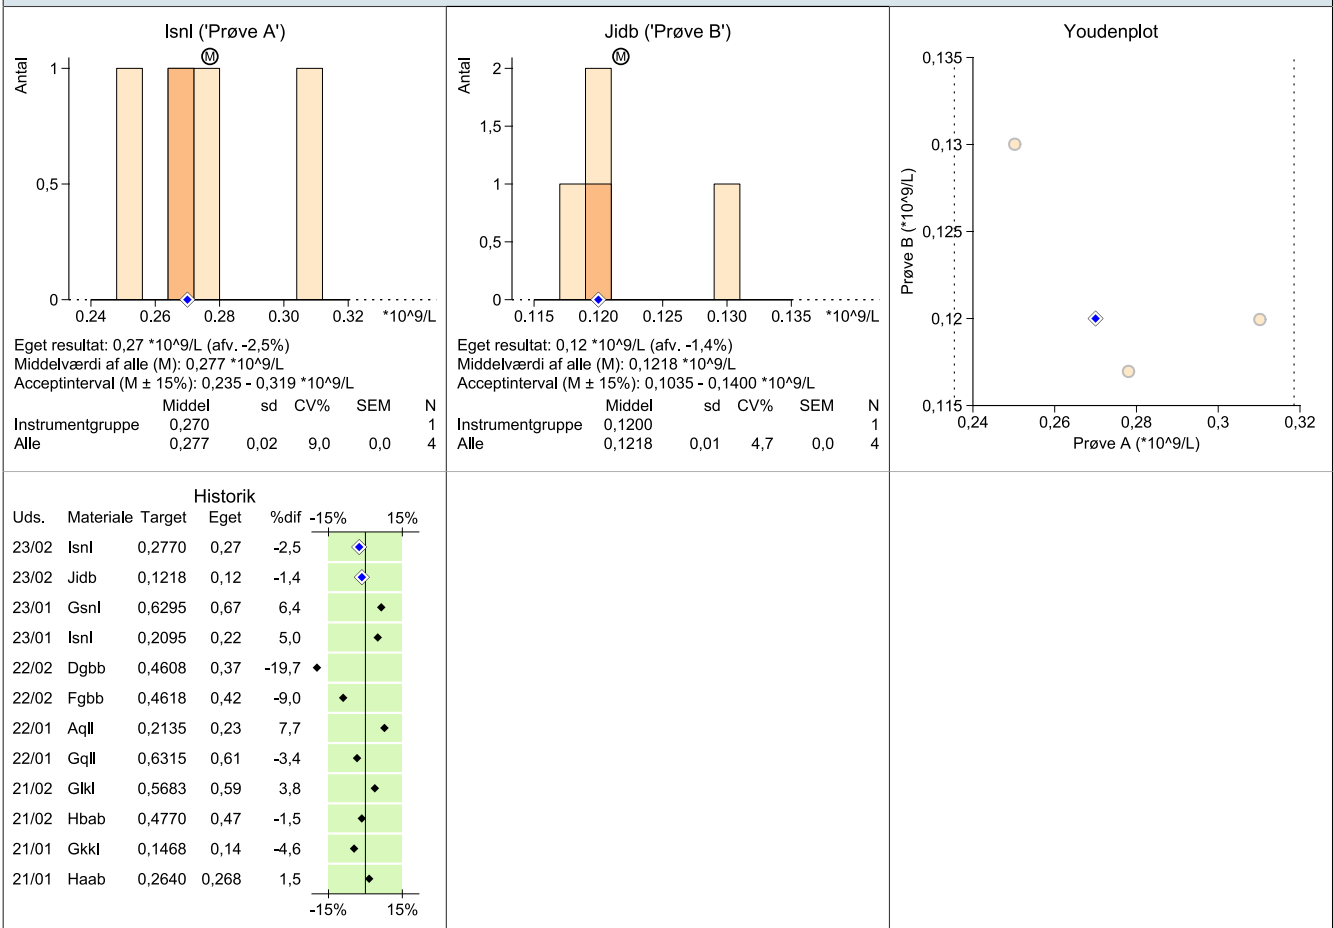 Isnl ('Prøve A')
M
Antal
1
0,5
0
0.24 0.26 0.28 0.30 0.32 *10^9/L
Eget resultat: 0,27 *10^9/L (afv. -2,5%)
Middelværdi af alle (M): 0,277 *10^9/L
Acceptinterval (M ± 15%): 0,235 - 0,319 *10^9/L
Middel sd CV% SEM N
Instrumentgruppe 0,270 1
Alle 0,277 0,02 9,0 0,0 4
Jidb ('Prøve B')
M
Antal
2
1,5
1
0,5
0
0.115 0.120 0.125 0.130 0.135 *10^9/L
Eget resultat: 0,12 *10^9/L (afv. -1,4%)
Middelværdi af alle (M): 0,1218 *10^9/L
Acceptinterval (M ± 15%): 0,1035 - 0,1400 *10^9/L
Middel sd CV% SEM N
Instrumentgruppe 0,1200 1
Alle 0,1218 0,01 4,7 0,0 4
Youdenplot
Prøve B (*10^9/L)
0,135
0,13
0,125
0,12
0,115
0,24 0,26 0,28 0,3 0,32
Prøve A (*10^9/L)
Historik
Uds. Materiale Target Eget %dif -15% 15%
23/02 Isnl 0,2770 0,27 -2,5
23/02 Jidb 0,1218 0,12 -1,4
23/01 Gsnl 0,6295 0,67 6,4
23/01 Isnl 0,2095 0,22 5,0
22/02 Dgbb 0,4608 0,37 -19,7
22/02 Fgbb 0,4618 0,42 -9,0
22/01 Aqll 0,2135 0,23 7,7
22/01 Gqll 0,6315 0,61 -3,4
21/02 Glkl 0,5683 0,59 3,8
21/02 Hbab 0,4770 0,47 -1,5
21/01 Gkkl 0,1468 0,14 -4,6
21/01 Haab 0,2640 0,268 1,5
-15% 15%